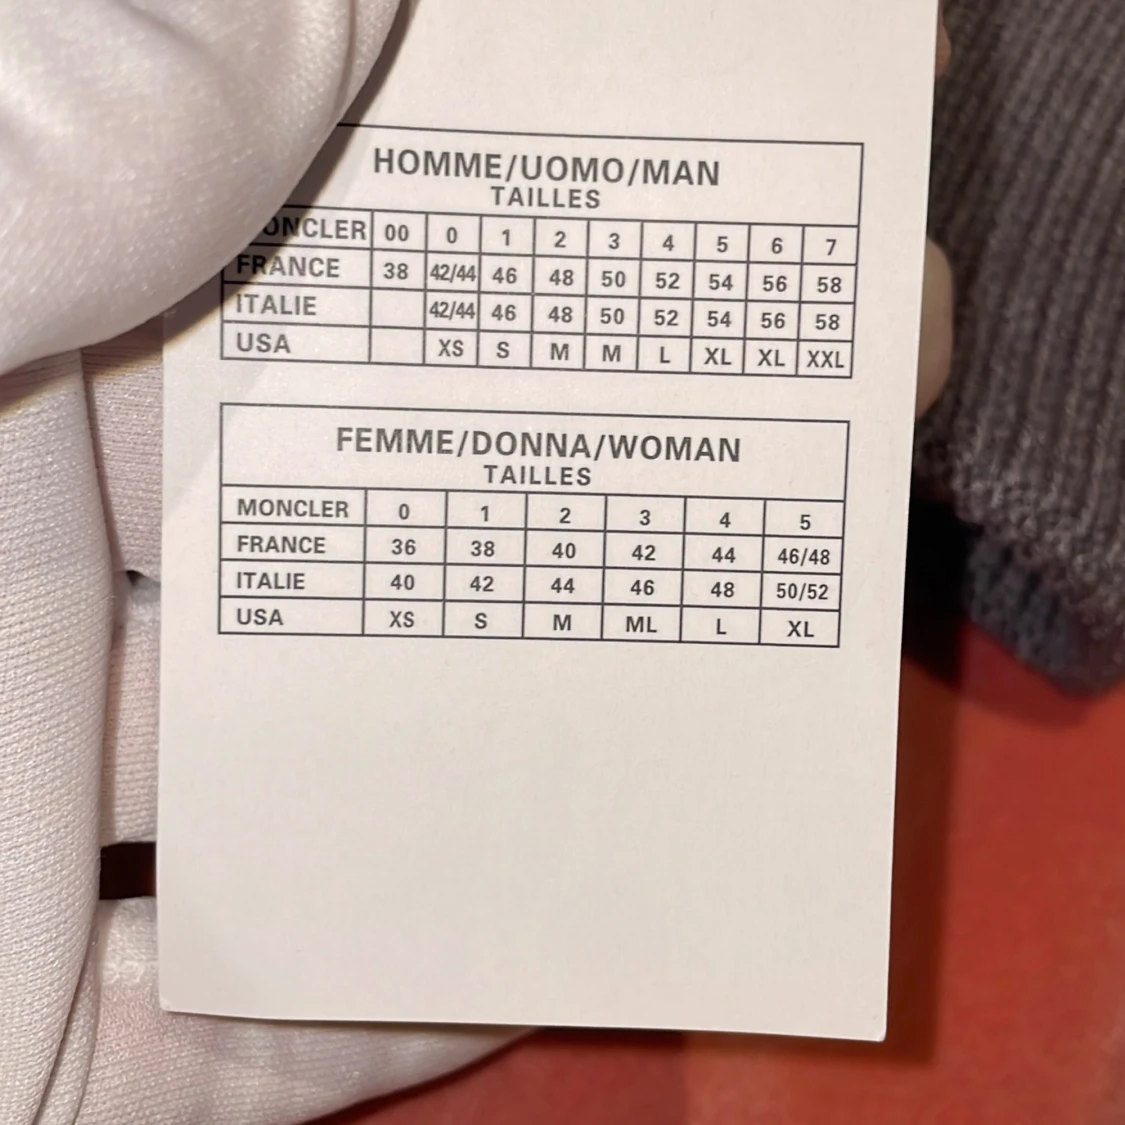 HOMME/UOMO/MAN
TAILLES
ONCLER 00 0 1 2 3 4 5 6 7
FRANCE 38 42/44 46 48 50 52 54 56 58
ITALIE 42/44 46 48 50 52 54 56 58
USA XS S M M L XL XL XXL
FEMME/DONNA/WOMAN
TAILLES
MONCLER 0 1 2 3 4 5
FRANCE 36 38 40 42 44 46/48
ITALIE 40 42 44 46 48 50/52
USA XS S M ML L XL